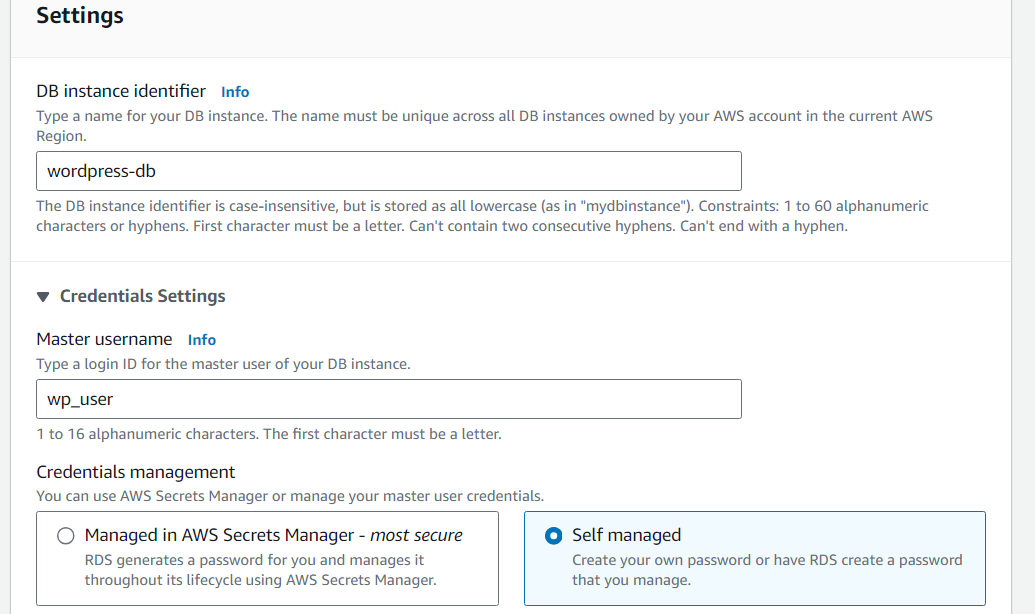 Settings
DB instance identifier Info
Type a name for your DB instance. The name must be unique across all DB instances owned by your AWS account in the current AWS
Region.
wordpress-db
The DB instance identifier is case-insensitive, but is stored as all lowercase (as in "mydbinstance"). Constraints: 1 to 60 alphanumeric
characters or hyphens. First character must be a letter. Can't contain two consecutive hyphens. Can't end with a hyphen.
Credentials Settings
Master username Info
Type a login ID for the master user of your DB instance.
wp_user
1 to 16 alphanumeric characters. The first character must be a letter.
Credentials management
You can use AWS Secrets Manager or manage your master user credentials.
Managed in AWS Secrets Manager - most secure
RDS generates a password for you and manages it
throughout its lifecycle using AWS Secrets Manager.
Self managed
Create your own password or have RDS create a password
that you manage.